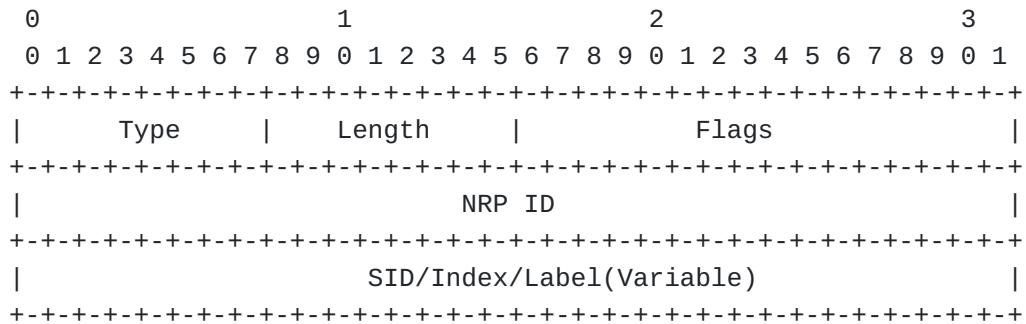 0                   1                   2                   3
 0 1 2 3 4 5 6 7 8 9 0 1 2 3 4 5 6 7 8 9 0 1 2 3 4 5 6 7 8 9 0 1
+-+-+-+-+-+-+-+-+-+-+-+-+-+-+-+-+-+-+-+-+-+-+-+-+-+-+-+-+-+-+-+-+
|      Type     |    Length     |           Flags               |
+-+-+-+-+-+-+-+-+-+-+-+-+-+-+-+-+-+-+-+-+-+-+-+-+-+-+-+-+-+-+-+-+
|                            NRP ID                             |
+-+-+-+-+-+-+-+-+-+-+-+-+-+-+-+-+-+-+-+-+-+-+-+-+-+-+-+-+-+-+-+-+
|                      SID/Index/Label(Variable)                |
+-+-+-+-+-+-+-+-+-+-+-+-+-+-+-+-+-+-+-+-+-+-+-+-+-+-+-+-+-+-+-+-+